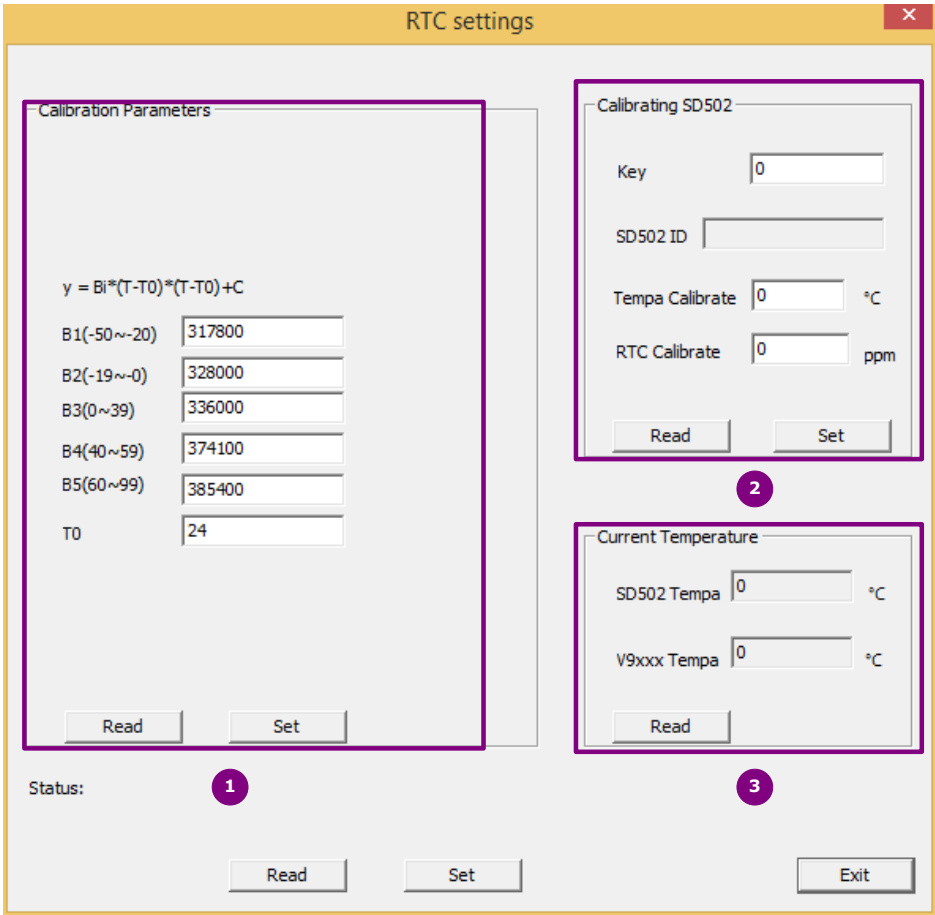 RTC settings
Calibration Parameters
y = Bi*(T-T0)*(T-T0)+C
B1(-50~-20) 317800
B2(-19~-0) 328000
B3(0~39) 336000
B4(40~59) 374100
B5(60~99) 385400
T0 24
Read Set
1
Calibrating SD502
Key 0
SD502 ID
Tempa Calibrate 0 °C
RTC Calibrate 0 ppm
Read Set
2
Current Temperature
SD502 Tempa 0 °C
V9xxx Tempa 0 °C
Read
3
Status:
Read Set Exit